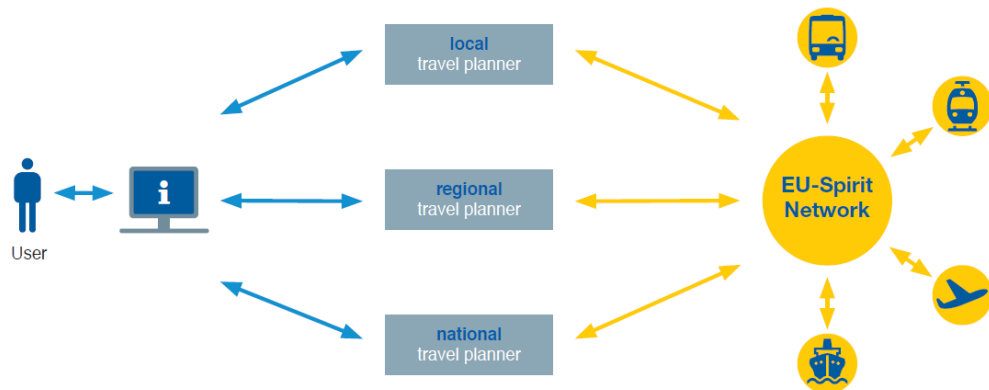 local
travel planner
regional
travel planner
national
travel planner
i
User
EU-Spirit
Network